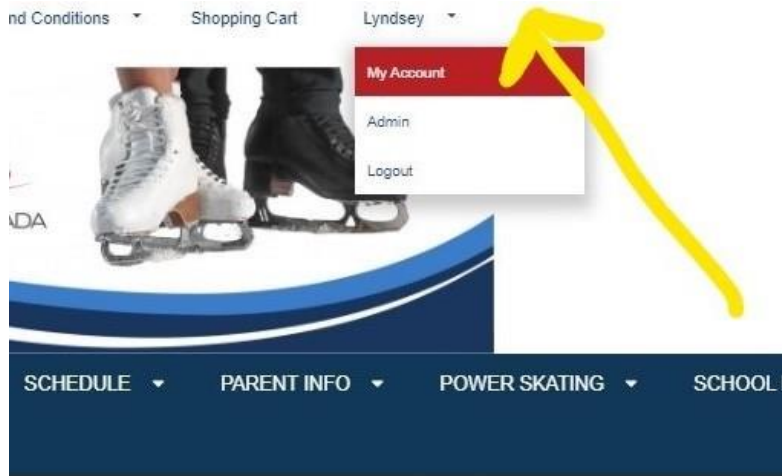 nd Conditions Shopping Cart Lyndsey
My Account
Admin
Logout
ADA
SCHEDULE PARENT INFO POWER SKATING SCHOOL